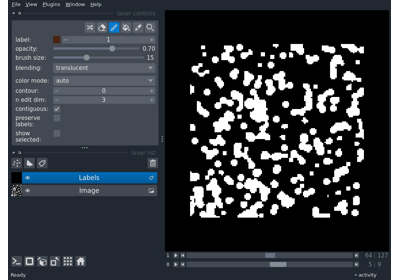 File View Plugins Window Help
layer controls
label: 1
opacity: 0.70
brush size: 15
blending: translucent
color mode: auto
contour: 0
n edit dim: 3
contiguous:
preserve
labels:
show
selected:
layer list
Labels
Image
1 64 127
0 5 9
Ready activity